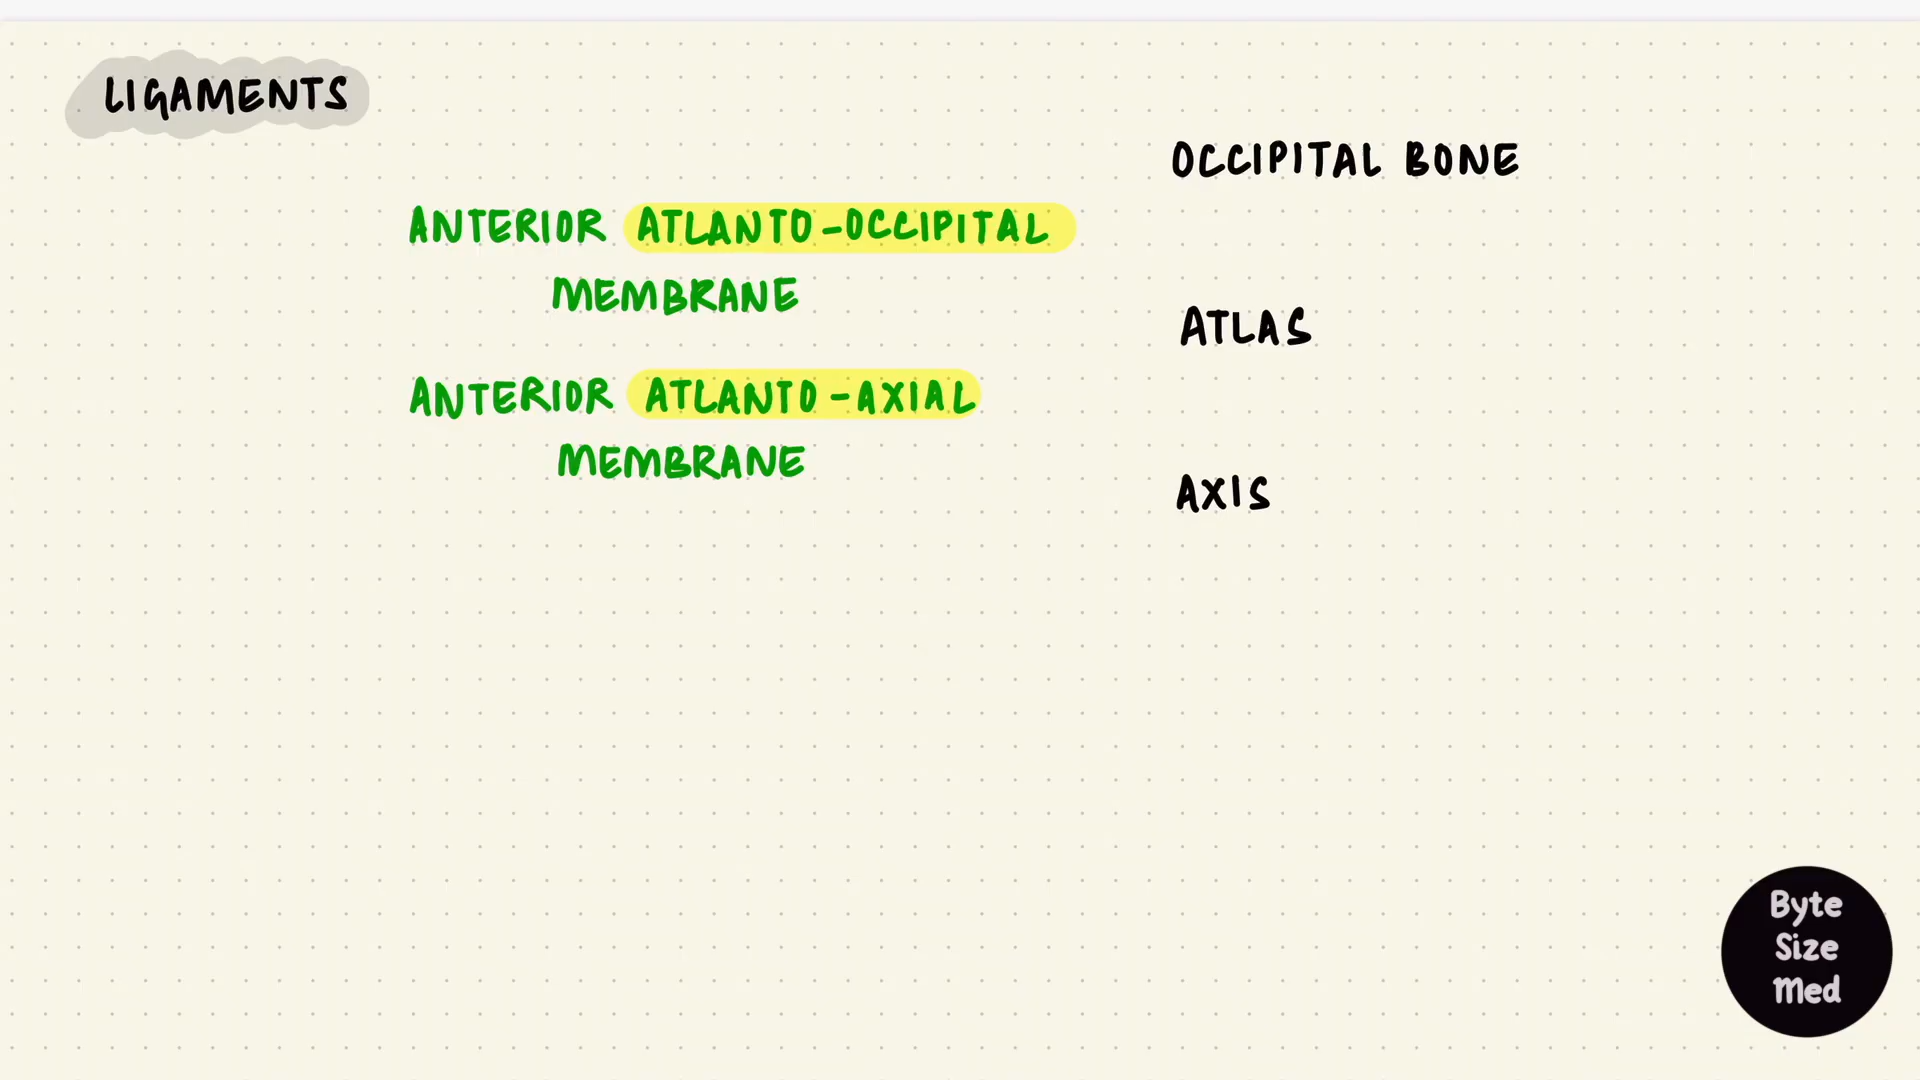 LIGAMENTS
OCCIPITAL BONE
ANTERIOR ATLANTO-OCCIPITAL
MEMBRANE
ATLAS
ANTERIOR ATLANTO-AXIAL
MEMBRANE
AXIS
Byte
Size
Med